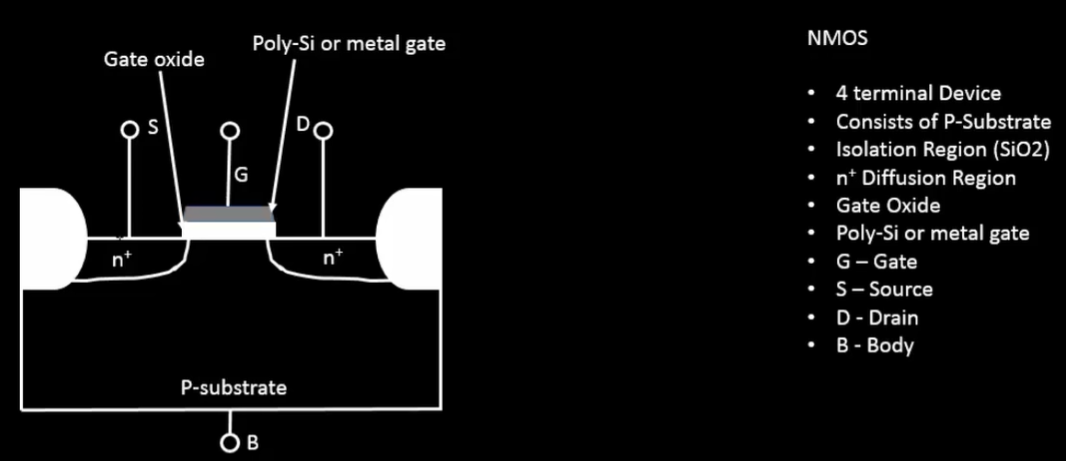 Poly-Si or metal gate
Gate oxide
S
D
G
n⁺
n⁺
P-substrate
B
NMOS
• 4 terminal Device
• Consists of P-Substrate
• Isolation Region (SiO2)
• n⁺ Diffusion Region
• Gate Oxide
• Poly-Si or metal gate
• G – Gate
• S – Source
• D - Drain
• B - Body